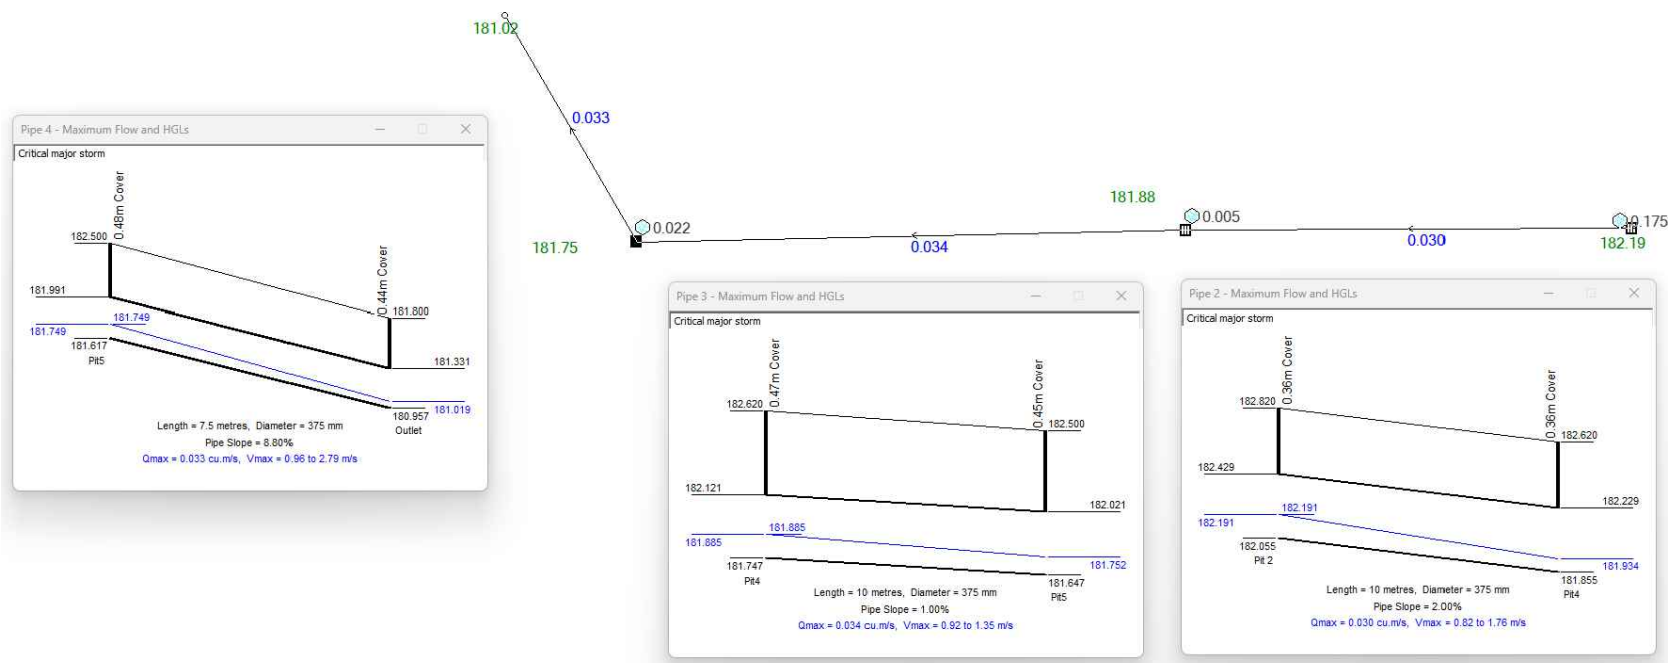 181.02
0.033
181.75
0.022
0.034
181.88
0.005
0.030
0.175
182.19
Pipe 4 - Maximum Flow and HGLs
Critical major storm
0.48m Cover
182.500
0.44m Cover
181.800
181.991
181.749
181.749
181.617
Pit5
181.331
181.019
180.957
Outlet
Length = 7.5 metres, Diameter = 375 mm
Pipe Slope = 8.80%
Qmax = 0.033 cu.m/s, Vmax = 0.96 to 2.79 m/s
Pipe 3 - Maximum Flow and HGLs
Critical major storm
0.47m Cover
182.620
0.45m Cover
182.500
182.121
182.021
181.885
181.885
181.752
181.747
Pit4
181.647
Pit5
Length = 10 metres, Diameter = 375 mm
Pipe Slope = 1.00%
Qmax = 0.034 cu.m/s, Vmax = 0.92 to 1.35 m/s
Pipe 2 - Maximum Flow and HGLs
Critical major storm
0.36m Cover
182.820
0.36m Cover
182.620
182.429
182.229
182.191
182.191
181.934
182.055
Pit 2
181.855
Pit4
Length = 10 metres, Diameter = 375 mm
Pipe Slope = 2.00%
Qmax = 0.030 cu.m/s, Vmax = 0.82 to 1.76 m/s